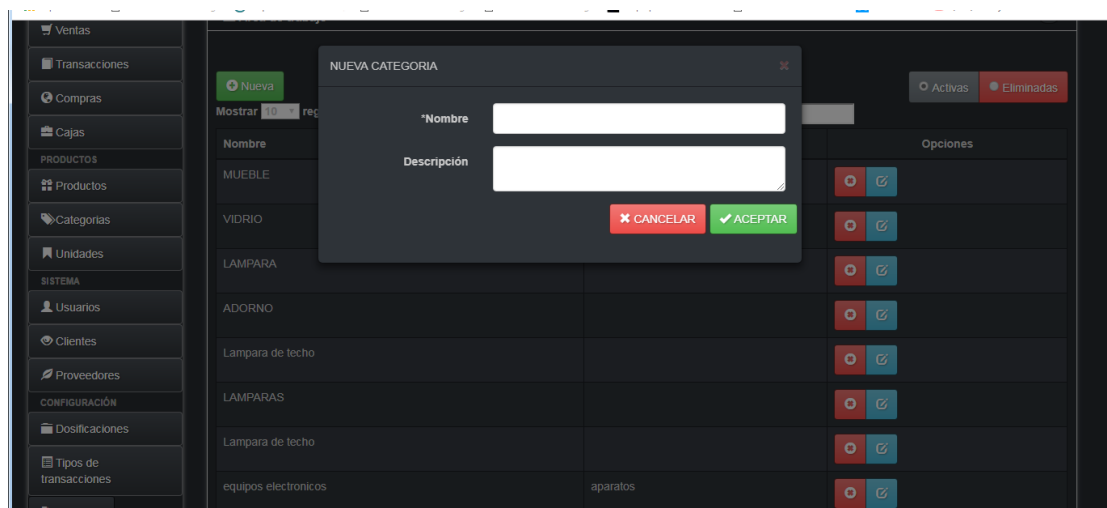 Ventas
Transacciones
Compras
Cajas
PRODUCTOS
Productos
Categorias
Unidades
SISTEMA
Usuarios
Clientes
Proveedores
CONFIGURACIÓN
Dosificaciones
Tipos de
transacciones
NUEVA CATEGORIA
*Nombre
Descripción
CANCELAR
ACEPTAR
Nueva
Activas
Eliminadas
Mostrar 10
Nombre
Opciones
MUEBLE
VIDRIO
LAMPARA
ADORNO
Lampara de techo
LAMPARAS
Lampara de techo
equipos electronicos
aparatos